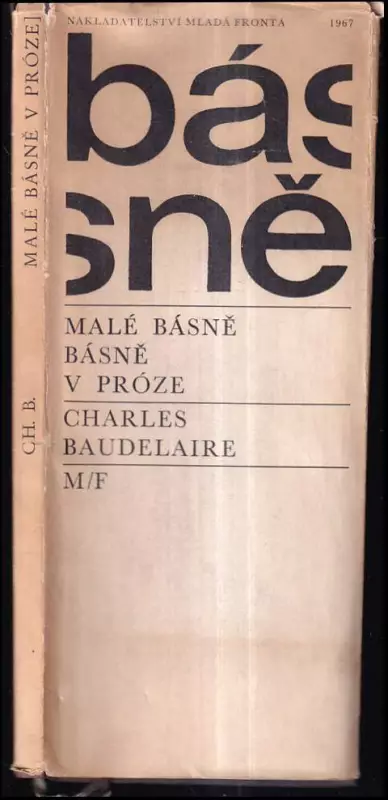 NAKLADATELSTVÍ MLADÁ FRONTA 1967
bás
sně
MALÉ BÁSNĚ
BÁSNĚ
V PRÓZE
CHARLES
BAUDELAIRE
M/F
CH. B. MALÉ BÁSNĚ V PRÓZE]